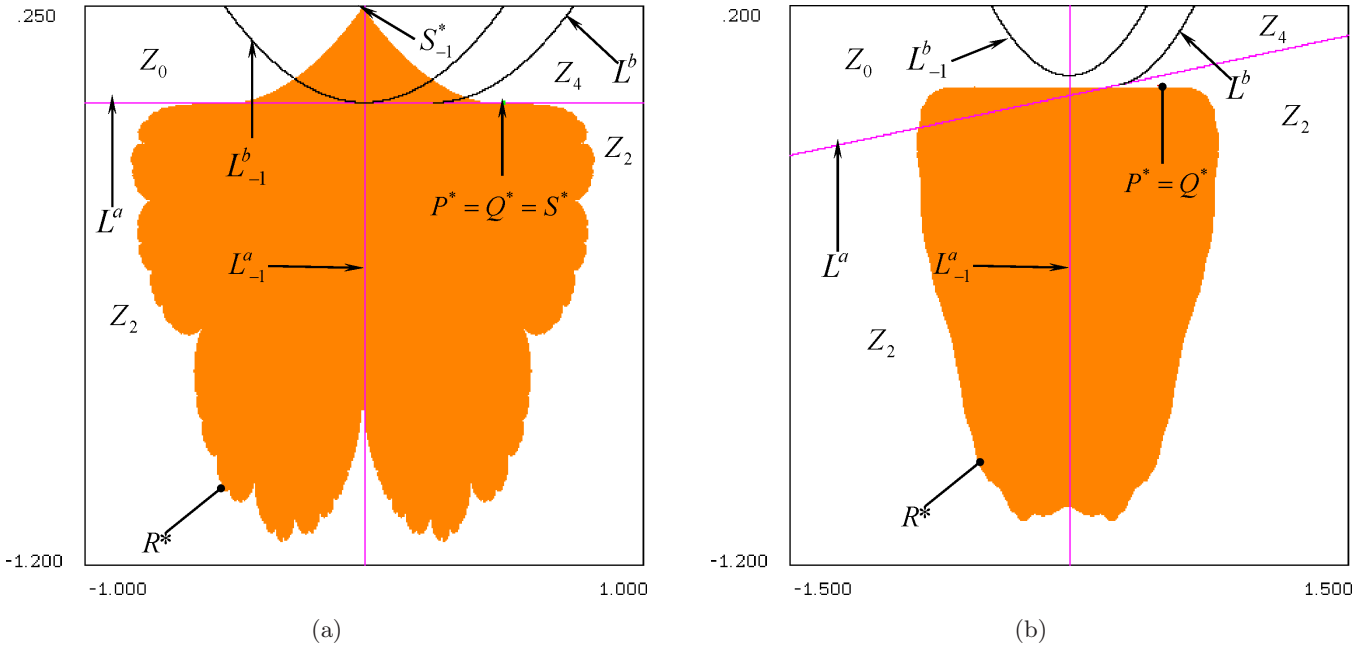 .250
S*₋₁
Z₀
Z₄
Lᵇ
Z₂
Lᵇ₋₁
Lᵃ
P* = Q* = S*
Lᵃ₋₁
Z₂
R*
-1.200
-1.000
1.000
(a)
.200
Z₄
Z₀
Lᵇ₋₁
Lᵇ
Z₂
P* = Q*
Lᵃ
Lᵃ₋₁
Z₂
R*
-1.200
-1.500
1.500
(b)